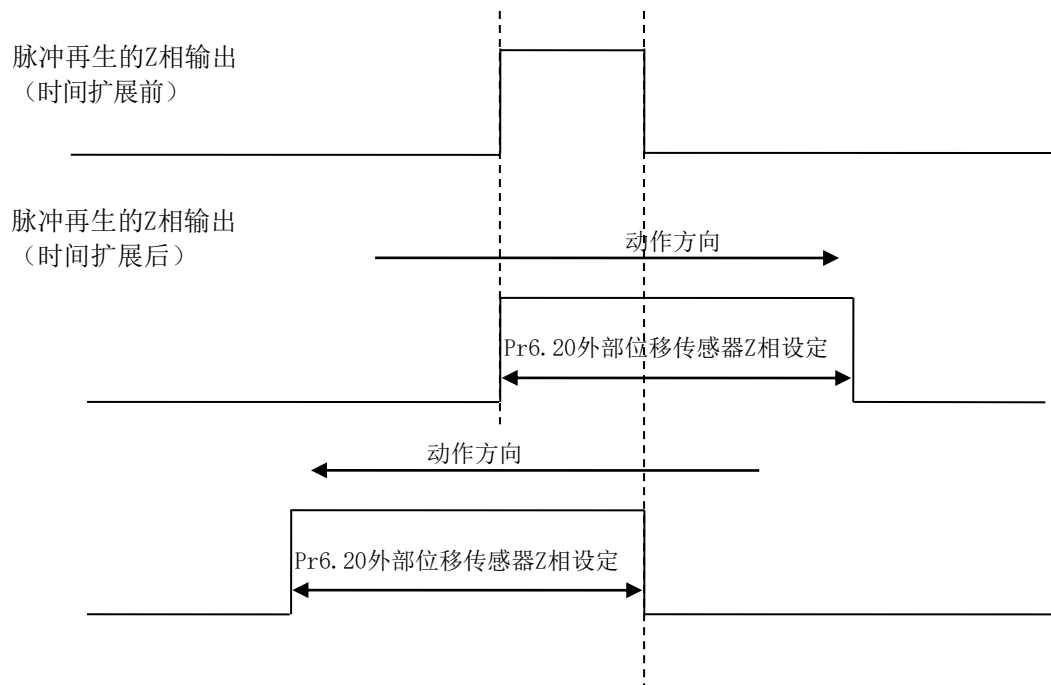 脉冲再生的Z相输出
（时间扩展前）
脉冲再生的Z相输出
（时间扩展后）
动作方向
Pr6.20外部位移传感器Z相设定
动作方向
Pr6.20外部位移传感器Z相设定